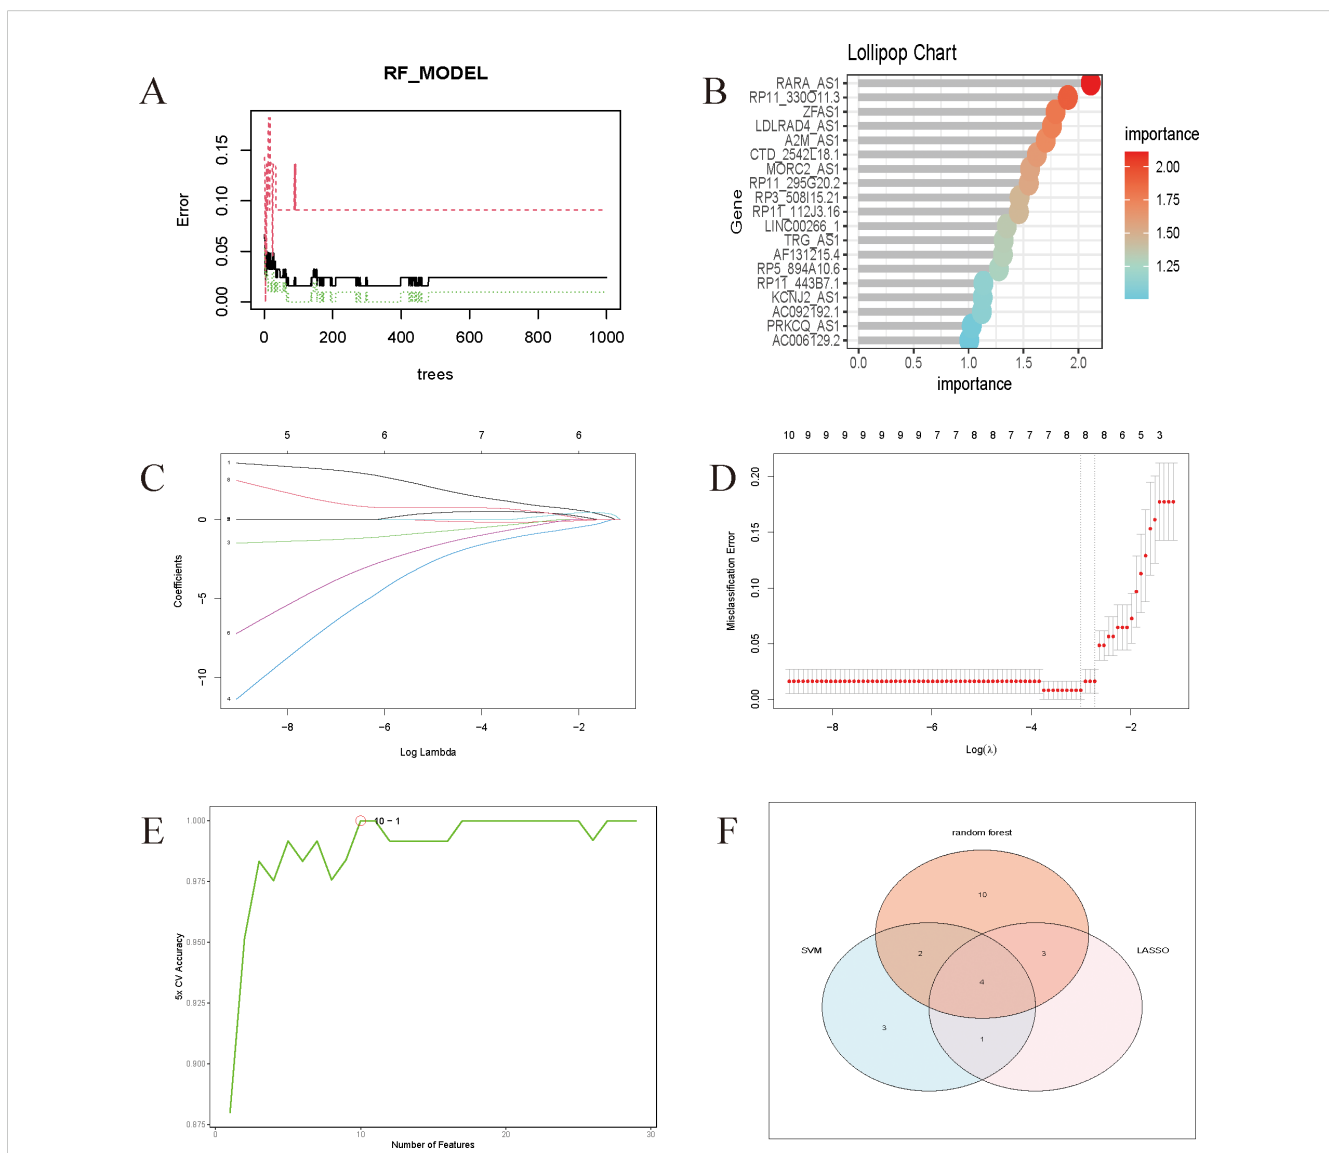 A
RF_MODEL
Error
0.00
0.05
0.10
0.15
0 200 400 600 800 1000
trees
B
Lollipop Chart
Gene
RARA_AS1
RP11_330O11.3
ZFAS1
LDLRAD4_AS1
A2M_AS1
CTD_2542L18.1
MORC2_AS1
RP11_295G20.2
RP3_508I15.21
RP11_112J3.16
LINC00266_1
TRG_AS1
AF131215.4
RP5_894A10.6
RP11_443B7.1
KCNJ2_AS1
AC092192.1
PRKCQ_AS1
AC006129.2
0.0 0.5 1.0 1.5 2.0
importance
importance
2.00
1.75
1.50
1.25
C
5 6 7 6
Coefficients
0
−5
−10
1
8
3
6
4
−8 −6 −4 −2
Log Lambda
D
10 9 9 9 9 9 9 9 7 7 8 8 7 7 7 8 8 8 6 5 3
Misclassification Error
0.20
0.15
0.10
0.05
0.00
−8 −6 −4 −2
Log(λ)
E
5x CV Accuracy
1.000
0.975
0.950
0.925
0.900
0.875
10 − 1
0 10 20 30
Number of Features
F
random forest
SVM
LASSO
10
2
3
4
3
1